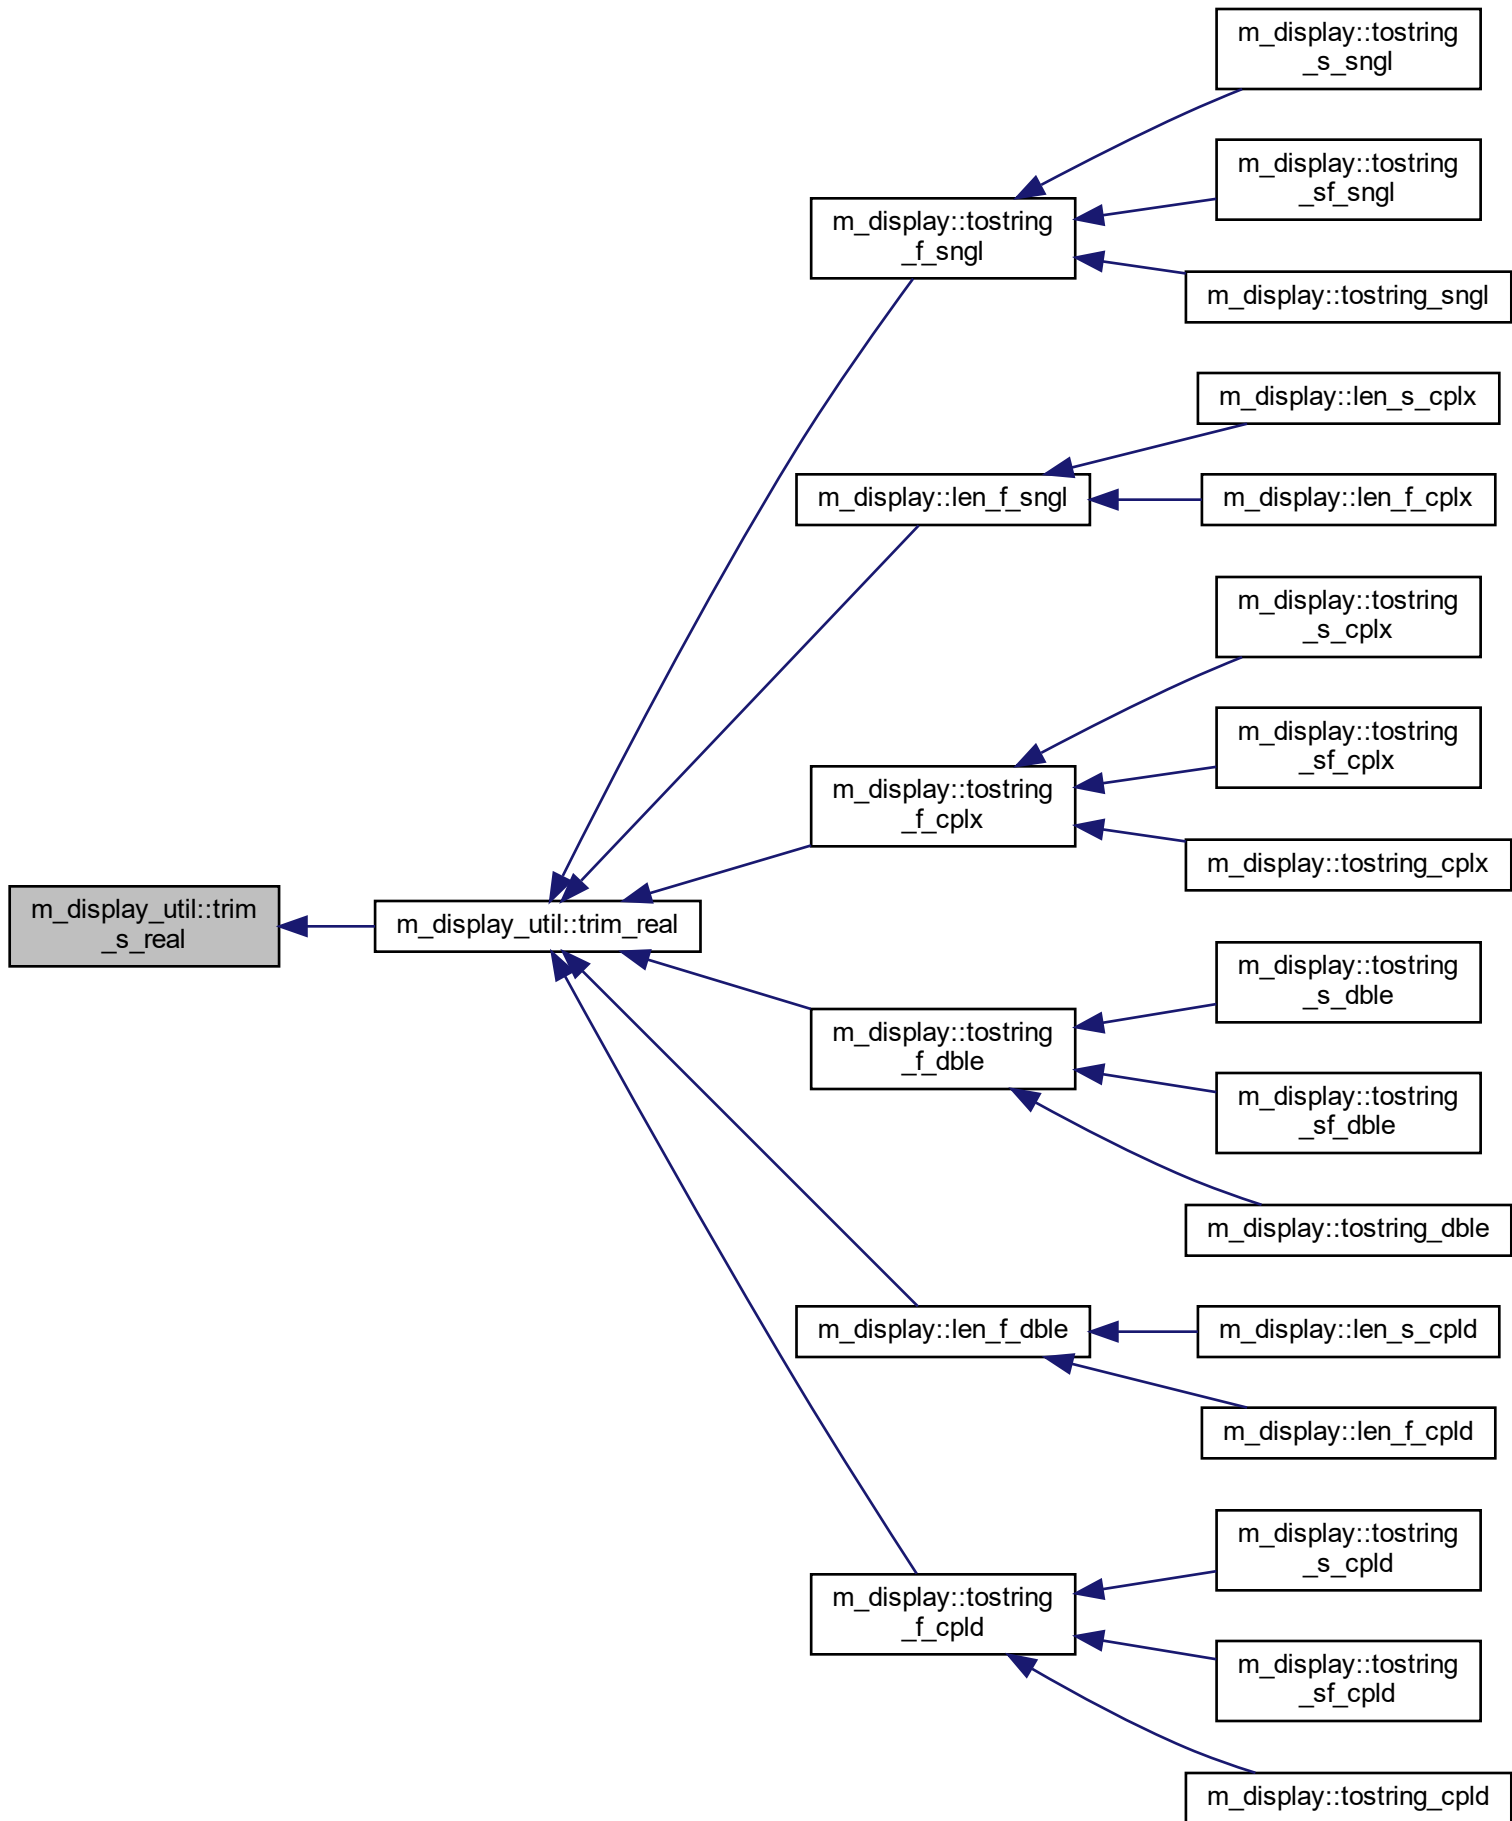 m_display::tostring
_s_sngl
m_display::tostring
_sf_sngl
m_display::tostring
_f_sngl
m_display::tostring_sngl
m_display::len_s_cplx
m_display::len_f_sngl
m_display::len_f_cplx
m_display::tostring
_s_cplx
m_display::tostring
_sf_cplx
m_display::tostring
_f_cplx
m_display::tostring_cplx
m_display_util::trim
_s_real
m_display_util::trim_real
m_display::tostring
_s_dble
m_display::tostring
_f_dble
m_display::tostring
_sf_dble
m_display::tostring_dble
m_display::len_f_dble
m_display::len_s_cpld
m_display::len_f_cpld
m_display::tostring
_s_cpld
m_display::tostring
_f_cpld
m_display::tostring
_sf_cpld
m_display::tostring_cpld